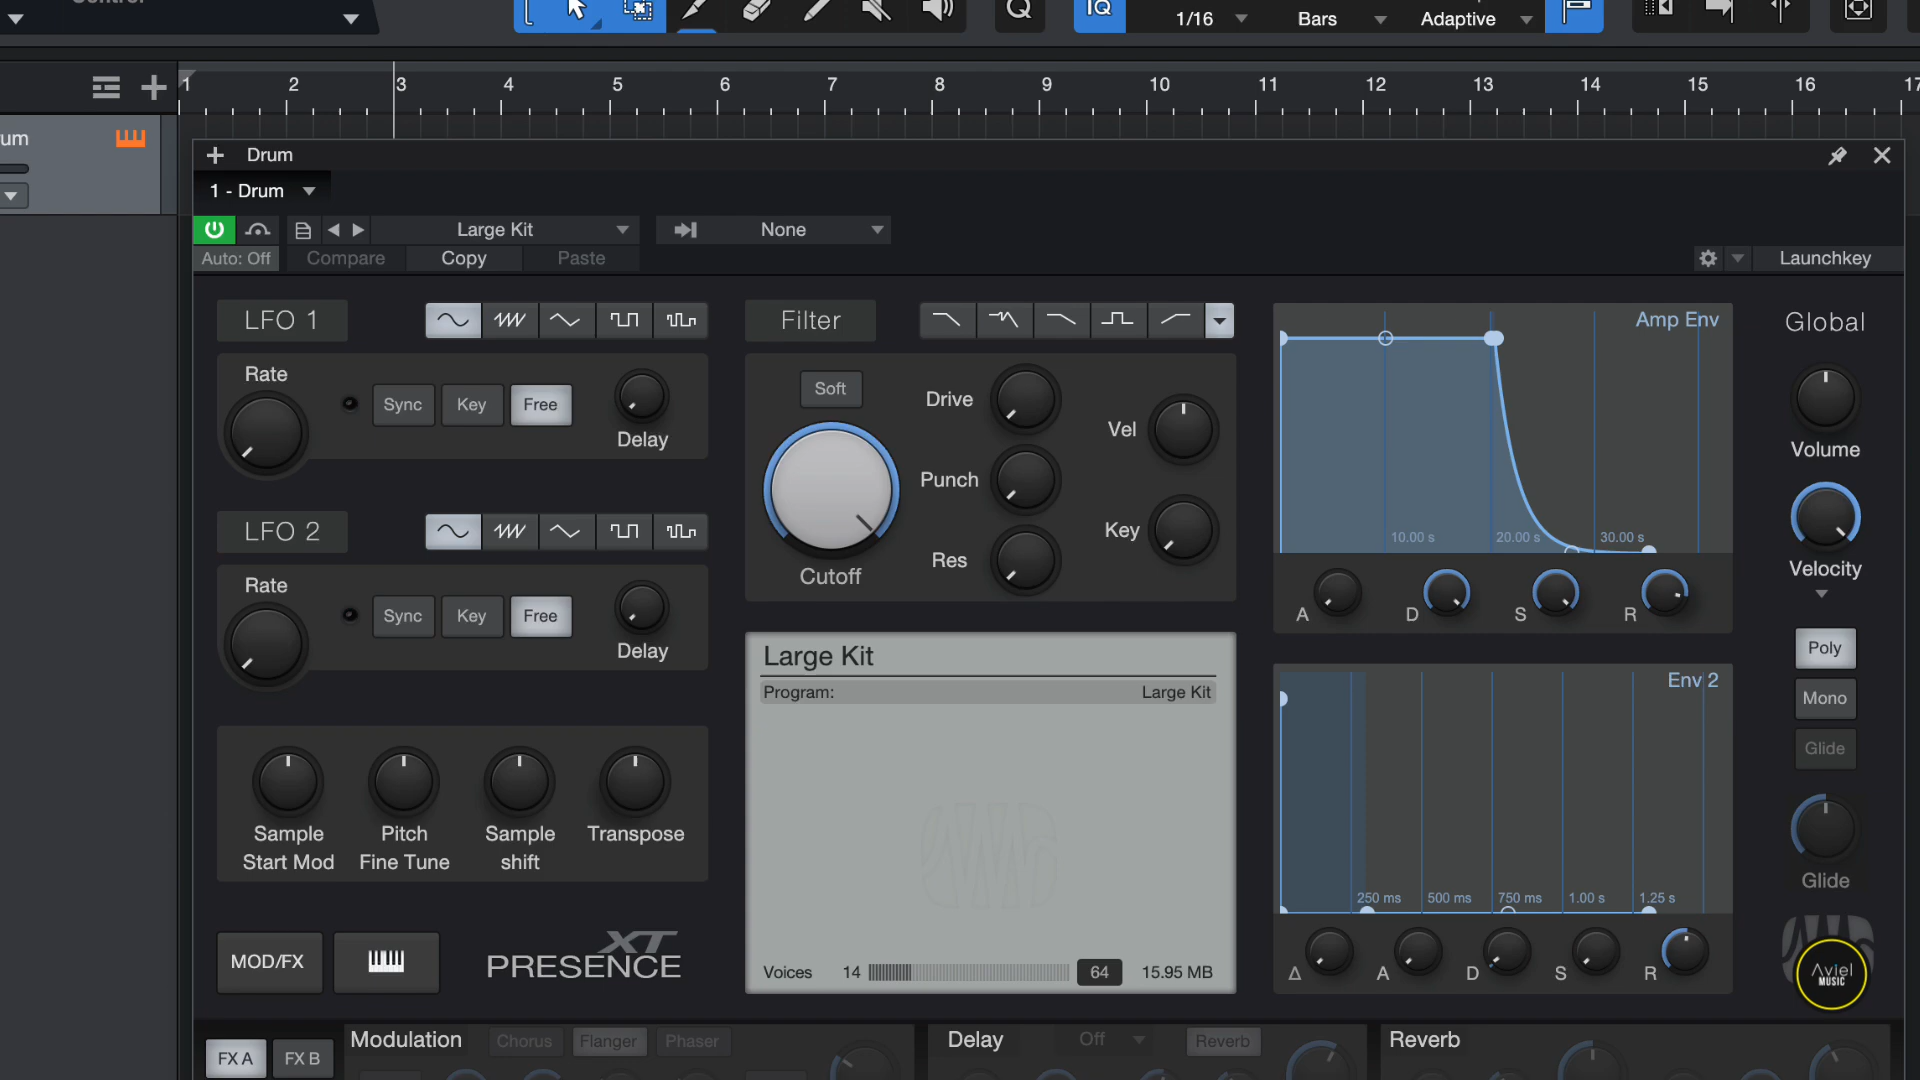 Control
1/16
Bars
Adaptive
Q
IQ
1 2 3 4 5 6 7 8 9 10 11 12 13 14 15 16 17
um
Drum
1 - Drum
Large Kit
None
Auto: Off
Compare
Copy
Paste
Launchkey
LFO 1
Rate
Sync
Key
Free
Delay
LFO 2
Rate
Sync
Key
Free
Delay
Sample
Start Mod
Pitch
Fine Tune
Sample
shift
Transpose
MOD/FX
XT
PRESENCE
Filter
Soft
Cutoff
Drive
Punch
Res
Vel
Key
Large Kit
Program:
Large Kit
Voices
14
64
15.95 MB
Amp Env
10.00 s
20.00 s
30.00 s
A
D
S
R
Env 2
250 ms
500 ms
750 ms
1.00 s
1.25 s
Δ
A
D
S
R
Global
Volume
Velocity
Poly
Mono
Glide
Glide
Aviel
MUSIC
FX A
FX B
Modulation
Chorus
Flanger
Phaser
Delay
Off
Reverb
Reverb